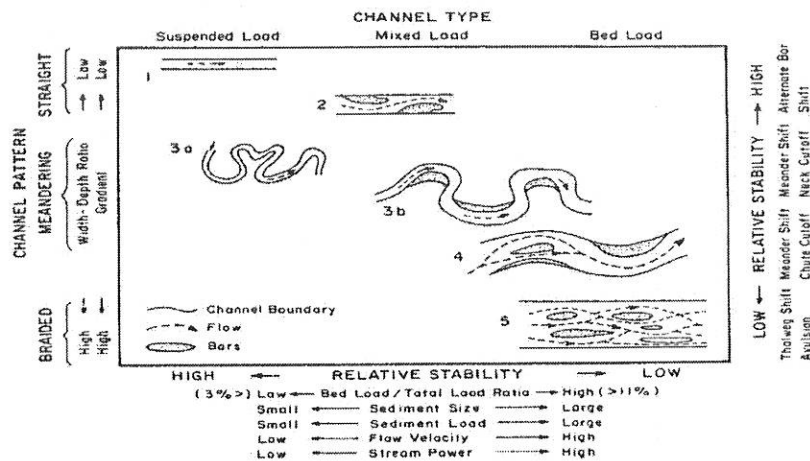 CHANNEL TYPE
Suspended Load Mixed Load Bed Load
CHANNEL PATTERN
STRAIGHT
MEANDERING
BRAIDED
Low
Low
Width-Depth Ratio
Gradient
High
High
1
2
3a
3b
4
5
Channel Boundary
Flow
Bars
HIGH
RELATIVE STABILITY
LOW
Alternate Bar
Shift
Meander Shift
Neck Cutoff
Meander Shift
Chute Cutoff
Thalweg Shift
Avulsion
HIGH RELATIVE STABILITY LOW
(3%>) Low Bed Load/Total Load Ratio High (>11%)
Small Sediment Size Large
Small Sediment Load Large
Low Flow Velocity High
Low Stream Power High